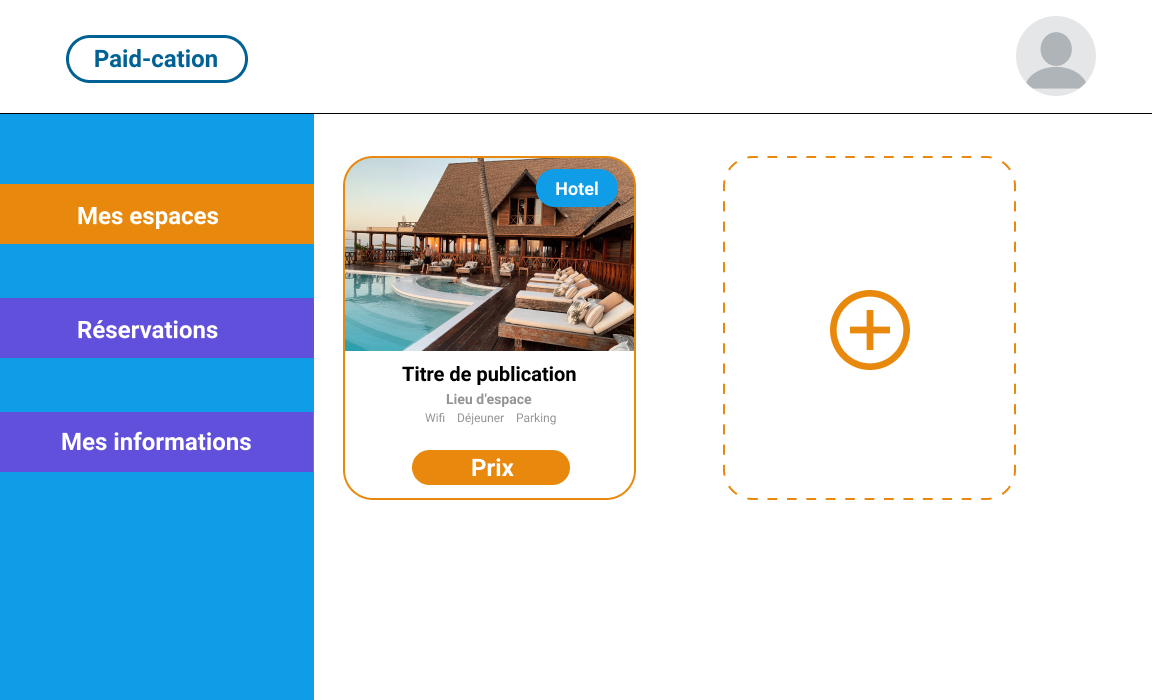 Paid-cation
Mes espaces
Réservations
Mes informations
Hotel
Titre de publication
Lieu d'espace
Wifi Déjeuner Parking
Prix